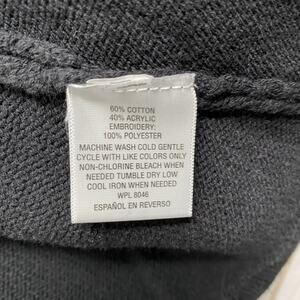 60% COTTON
40% ACRYLIC
EMBROIDERY:
100% POLYESTER
MACHINE WASH COLD GENTLE
CYCLE WITH LIKE COLORS ONLY
NON-CHLORINE BLEACH WHEN
NEEDED TUMBLE DRY LOW
COOL IRON WHEN NEEDED
WPL 8046
ESPAÑOL EN REVERSO